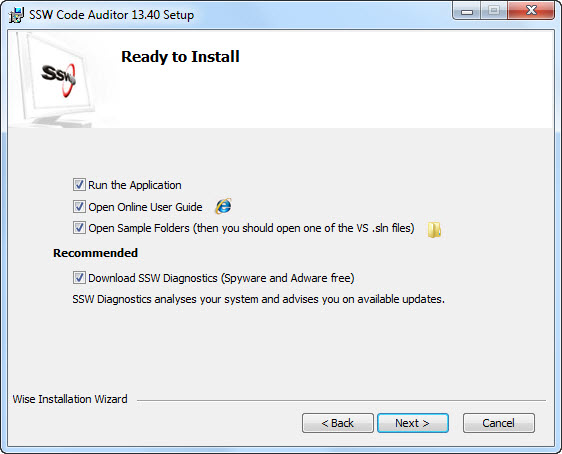 SSW Code Auditor 13.40 Setup
SSW
Ready to Install
Run the Application
Open Online User Guide
Open Sample Folders (then you should open one of the VS .sln files)
Recommended
Download SSW Diagnostics (Spyware and Adware free)
SSW Diagnostics analyses your system and advises you on available updates.
Wise Installation Wizard
< Back Next > Cancel